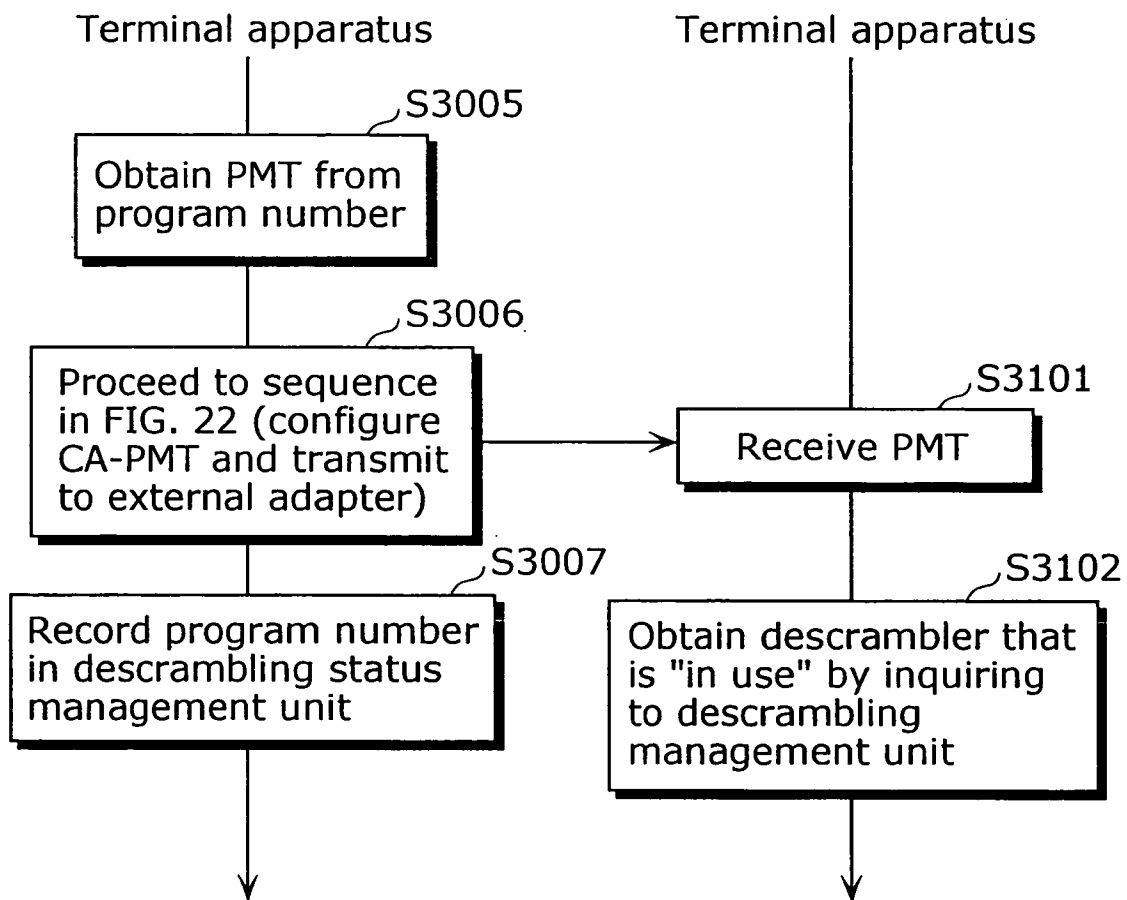 Terminal apparatus
Terminal apparatus
S3005
Obtain PMT from
program number
S3006
Proceed to sequence
in FIG. 22 (configure
CA-PMT and transmit
to external adapter)
S3101
Receive PMT
S3007
Record program number
in descrambling status
management unit
S3102
Obtain descrambler that
is "in use" by inquiring
to descrambling
management unit